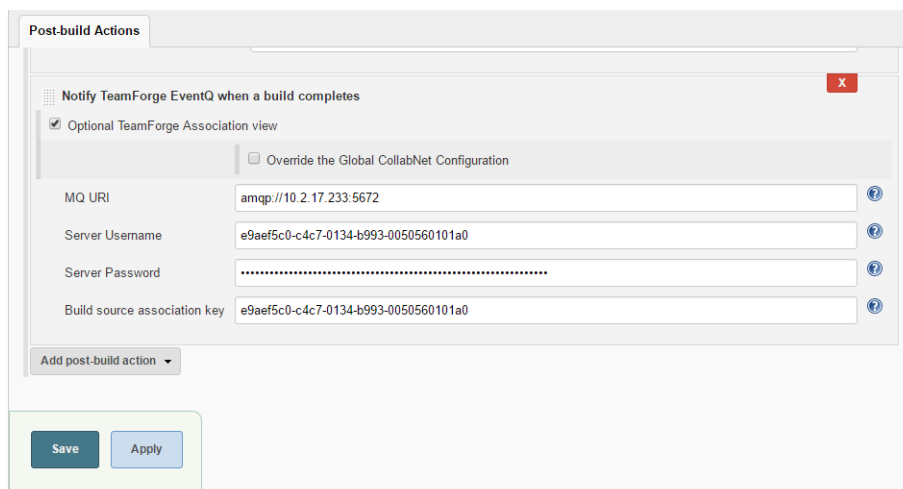 Post-build Actions
X
Notify TeamForge EventQ when a build completes
Optional TeamForge Association view
Override the Global CollabNet Configuration
MQ URI amqp://10.2.17.233:5672
Server Username e9aef5c0-c4c7-0134-b993-0050560101a0
Server Password ••••••••••••••••••••••••••••••••••••••••••••••••••••••••••••••••
Build source association key e9aef5c0-c4c7-0134-b993-0050560101a0
Add post-build action
Save Apply